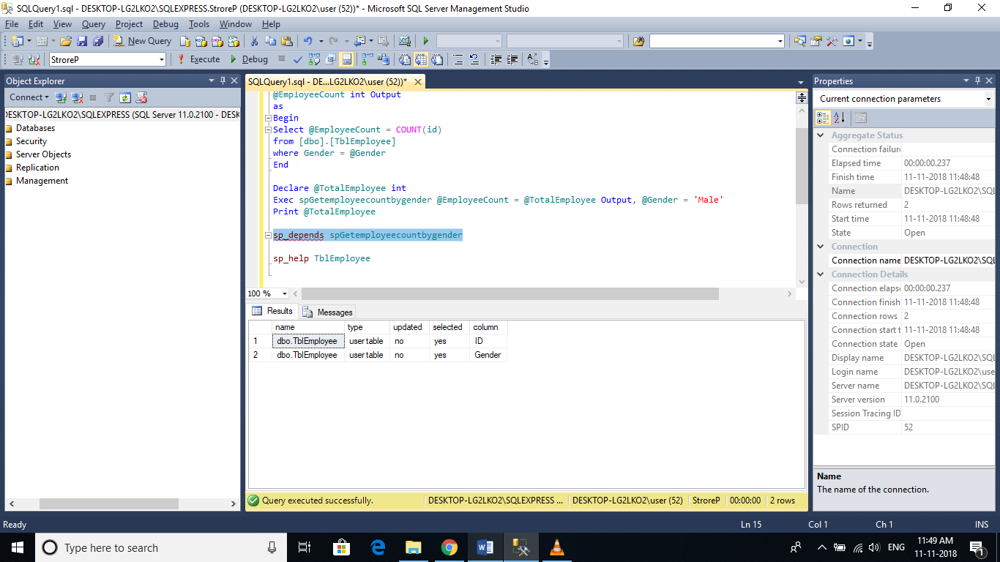 SQLQuery1.sql - DESKTOP-LG2LKO2\SQLEXPRESS.StroreP (DESKTOP-LG2LKO2\user (52))* - Microsoft SQL Server Management Studio
File Edit View Query Project Debug Tools Window Help
New Query
StroreP Execute Debug
Object Explorer
Connect
DESKTOP-LG2LKO2\SQLEXPRESS (SQL Server 11.0.2100 - DESK
Databases
Security
Server Objects
Replication
Management
SQLQuery1.sql - DE...LG2LKO2\user (52))*
@EmployeeCount int Output
as
Begin
Select @EmployeeCount = COUNT(id)
from [dbo].[TblEmployee]
where Gender = @Gender
End
Declare @TotalEmployee int
Exec spGetemployeecountbygender @EmployeeCount = @TotalEmployee Output, @Gender = 'Male'
Print @TotalEmployee
sp_depends spGetemployeecountbygender
sp_help TblEmployee
100 %
Results Messages
name type updated selected column
1 dbo.TblEmployee user table no yes ID
2 dbo.TblEmployee user table no yes Gender
Query executed successfully. DESKTOP-LG2LKO2\SQLEXPRESS ... DESKTOP-LG2LKO2\user (52) StroreP 00:00:00 2 rows
Properties
Current connection parameters
Aggregate Status
Connection failure
Elapsed time 00:00:00.237
Finish time 11-11-2018 11:48:48
Name DESKTOP-LG2LKO2\SQL
Rows returned 2
Start time 11-11-2018 11:48:48
State Open
Connection
Connection name DESKTOP-LG2LKO2\SQL
Connection Details
Connection elapse 00:00:00.237
Connection finish 11-11-2018 11:48:48
Connection rows 2
Connection start t 11-11-2018 11:48:48
Connection state Open
Display name DESKTOP-LG2LKO2\SQL
Login name DESKTOP-LG2LKO2\use
Server name DESKTOP-LG2LKO2\SQL
Server version 11.0.2100
Session Tracing ID
SPID 52
Name
The name of the connection.
Ready Ln 15 Col 1 Ch 1 INS
Type here to search
ENG
11:49 AM
11-11-2018
1